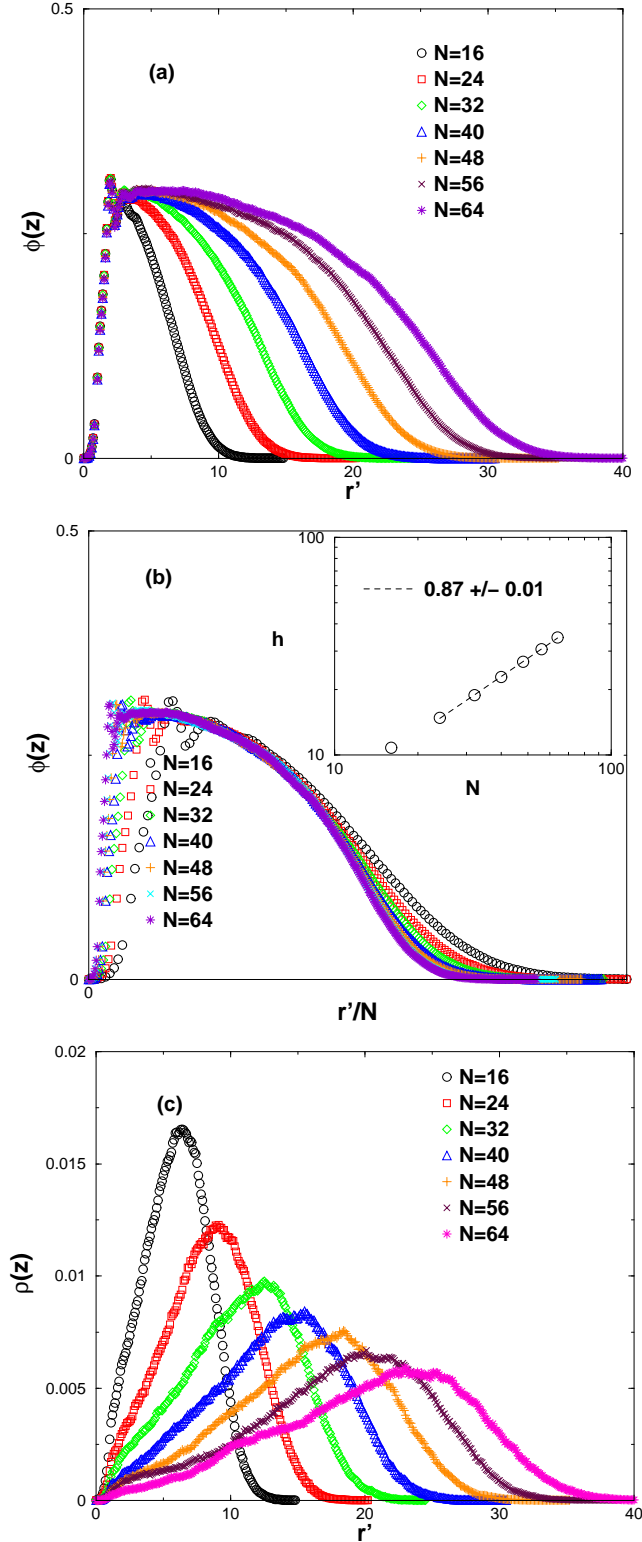 0.5
(a)
N=16
N=24
N=32
N=40
N=48
N=56
N=64
ϕ(z)
0
0 10 20 30 40
r'
0.5
(b)
100
0.87 +/− 0.01
h
10
10 100
N
ϕ(z)
N=16
N=24
N=32
N=40
N=48
N=56
N=64
0
0
r'/N
0.02
(c)
N=16
N=24
N=32
N=40
N=48
N=56
N=64
0.015
0.01
ρ(z)
0.005
0
0 10 20 30 40
r'